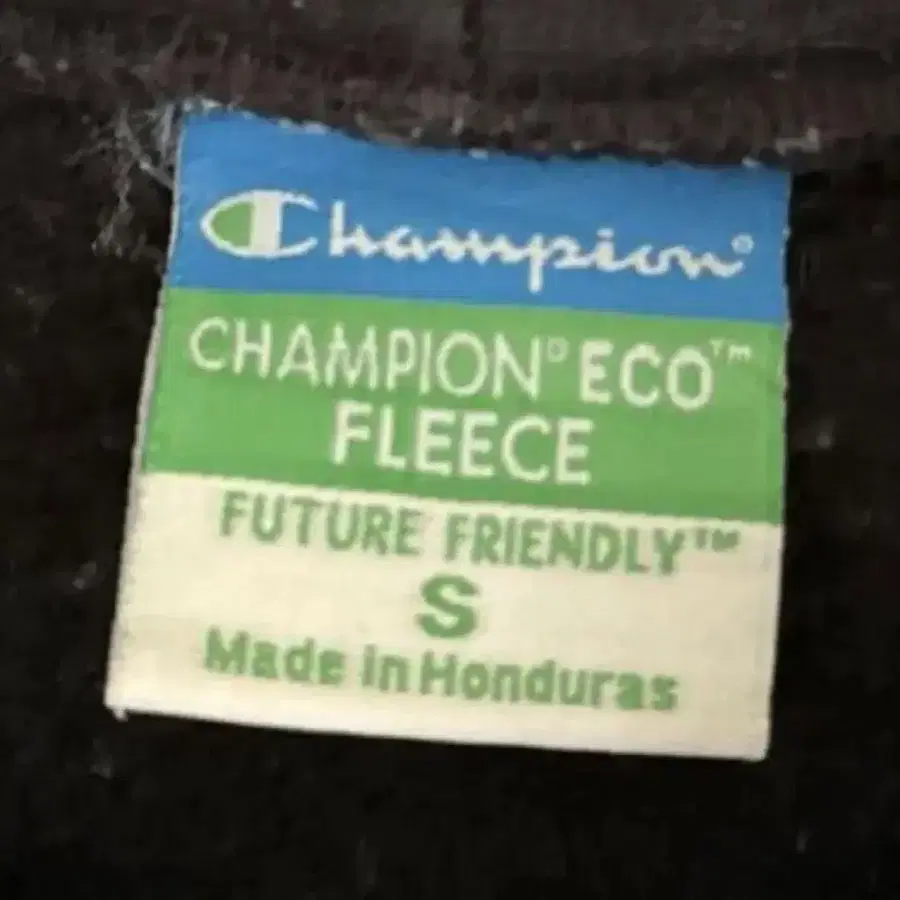 Champion®
CHAMPION® ECO™
FLEECE
FUTURE FRIENDLY™
S
Made in Honduras